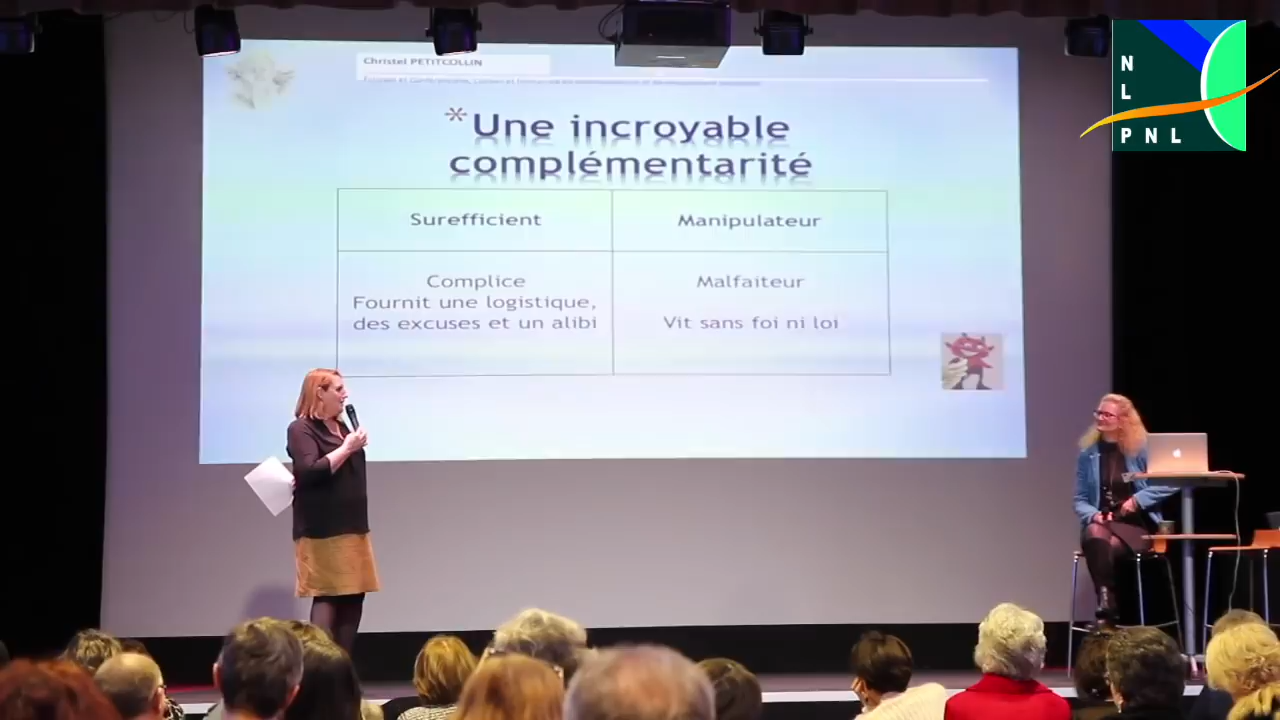 Christel PETITCOLLIN
*Une incroyable
complémentarité
Surefficient
Manipulateur
Complice
Fournit une logistique,
des excuses et un alibi
Malfaiteur
Vit sans foi ni loi
N
L
P N L